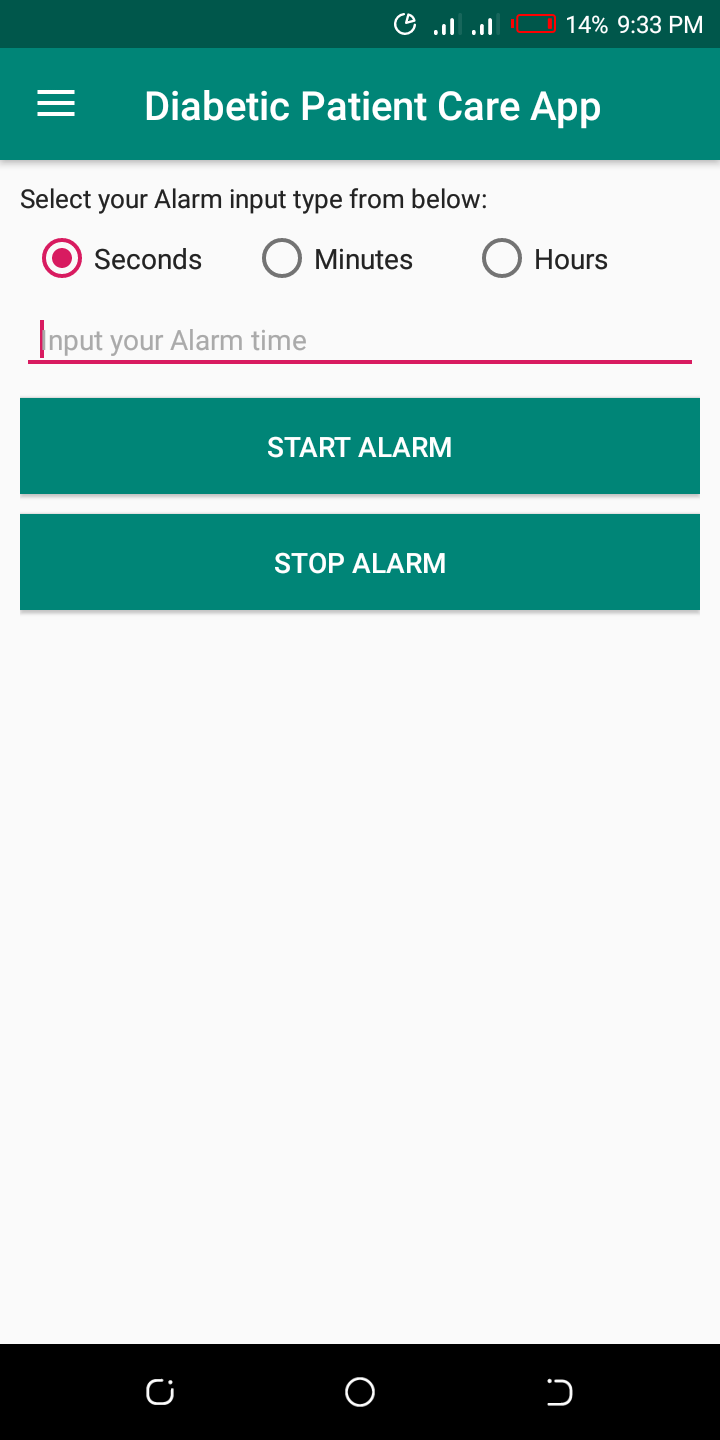 14% 9:33 PM
Diabetic Patient Care App
Select your Alarm input type from below:
Seconds Minutes Hours
Input your Alarm time
START ALARM
STOP ALARM